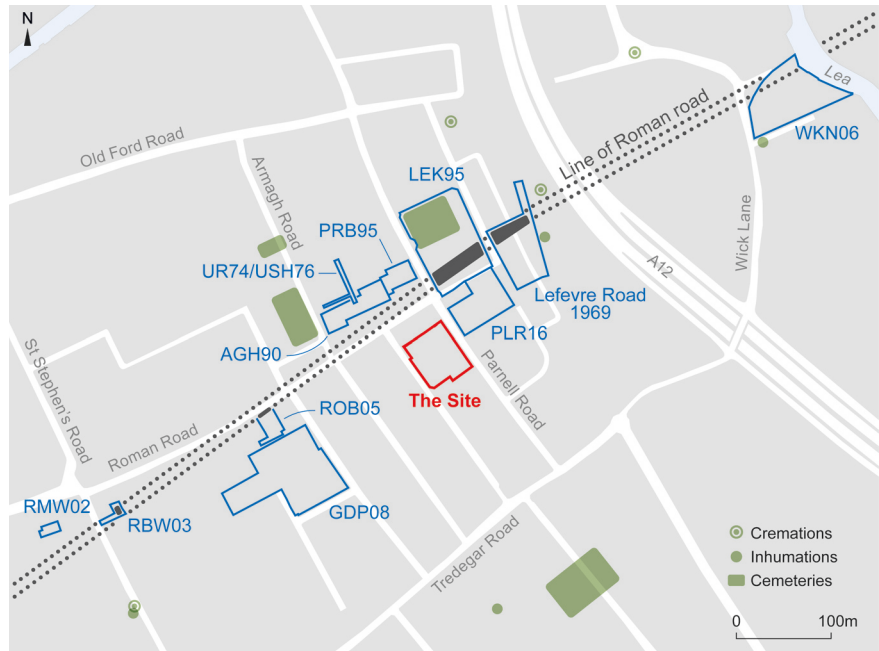 N
Lea
WKN06
Line of Roman road
Old Ford Road
Armagh Road
LEK95
PRB95
UR74/USH76
Wick Lane
A12
Lefevre Road
1969
PLR16
AGH90
St Stephen's Road
The Site
Parnell Road
ROB05
Roman Road
RMW02
RBW03
GDP08
Tredegar Road
Cremations
Inhumations
Cemeteries
0 100m